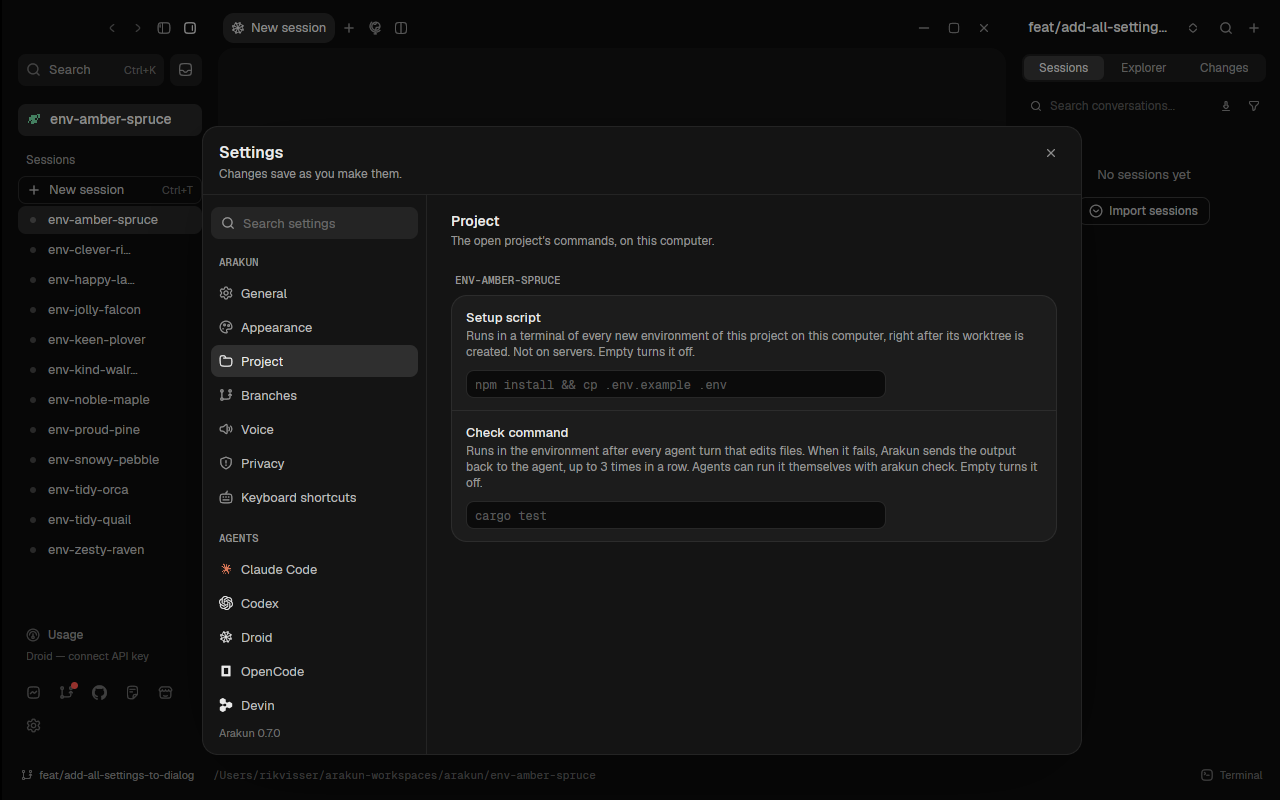 New session
feat/add-all-setting...
Search
Ctrl+K
Sessions
Explorer
Changes
Search conversations...
env-amber-spruce
Sessions
New session
Ctrl+T
env-amber-spruce
env-clever-ri...
env-happy-la...
env-jolly-falcon
env-keen-plover
env-kind-walr...
env-noble-maple
env-proud-pine
env-snowy-pebble
env-tidy-orca
env-tidy-quail
env-zesty-raven
Usage
Droid — connect API key
No sessions yet
Import sessions
Settings
Changes save as you make them.
Search settings
ARAKUN
General
Appearance
Project
Branches
Voice
Privacy
Keyboard shortcuts
AGENTS
Claude Code
Codex
Droid
OpenCode
Devin
Arakun 0.7.0
Project
The open project's commands, on this computer.
ENV-AMBER-SPRUCE
Setup script
Runs in a terminal of every new environment of this project on this computer, right after its worktree is
created. Not on servers. Empty turns it off.
npm install && cp .env.example .env
Check command
Runs in the environment after every agent turn that edits files. When it fails, Arakun sends the output
back to the agent, up to 3 times in a row. Agents can run it themselves with arakun check. Empty turns it
off.
cargo test
feat/add-all-settings-to-dialog
/Users/rikvisser/arakun-workspaces/arakun/env-amber-spruce
Terminal